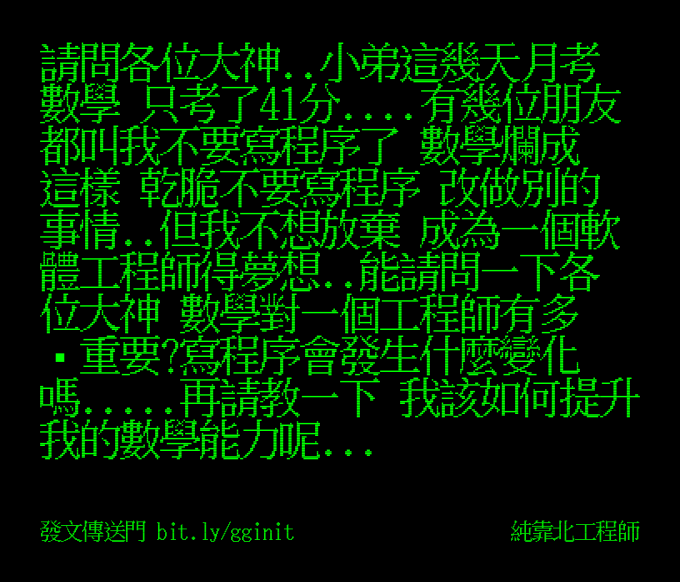 請問各位大神..小弟這幾天月考
數學 只考了41分....有幾位朋友
都叫我不要寫程序了 數學爛成
這樣 乾脆不要寫程序 改做別的
事情..但我不想放棄 成為一個軟
體工程師得夢想..能請問一下各
位大神 數學對一個工程師有多
▪重要?寫程序會發生什麼變化
嗎.....再請教一下 我該如何提升
我的數學能力呢...
發文傳送門 bit.ly/gginit 純靠北工程師